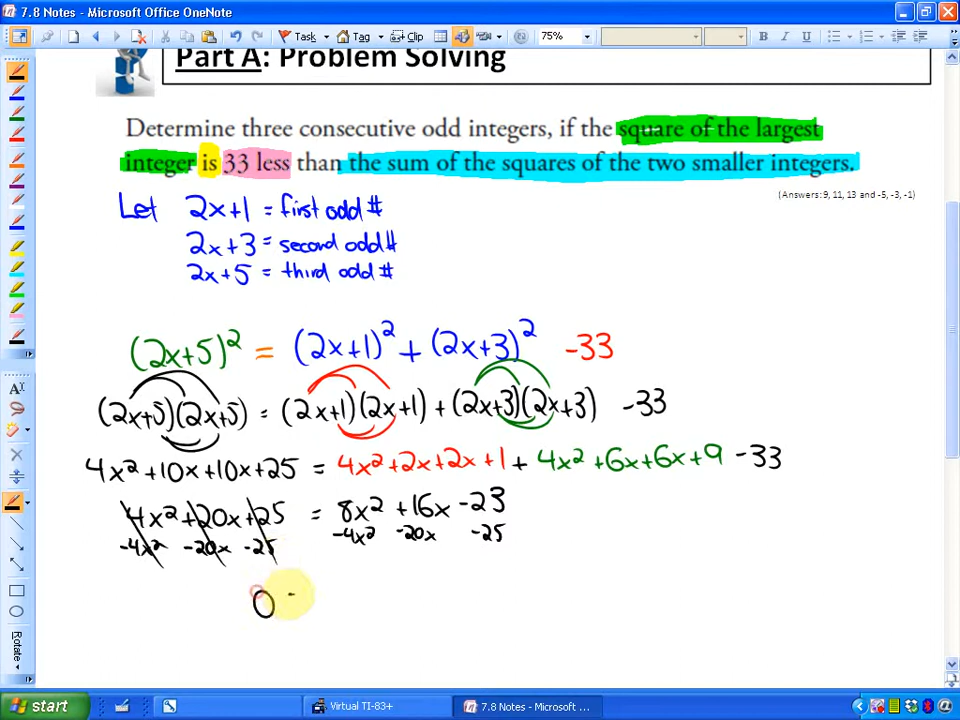 7.8 Notes - Microsoft OneNote
Task Tag Clip 75% B I U
Part A: Problem Solving
Determine three consecutive odd integers, if the square of the largest
integer is 33 less than the sum of the squares of the two smaller integers.
(Answers: 9, 11, 13 and -5, -3, -1)
Let 2x+1 = first odd #
2x+3 = second odd #
2x+5 = third odd #
(2x+5)² = (2x+1)² + (2x+3)² -33
(2x+5)(2x+5) = (2x+1)(2x+1) + (2x+3)(2x+3) -33
4x²+10x+10x+25 = 4x²+2x+2x+1 + 4x²+6x+6x+9 -33
4x²+20x+25 = 8x² +16x -23
-4x² -20x -25 -4x² -20x -25
0 -
Rotate
start Virtual TI-83+ 7.8 Notes - Microsoft ... 7:06 PM